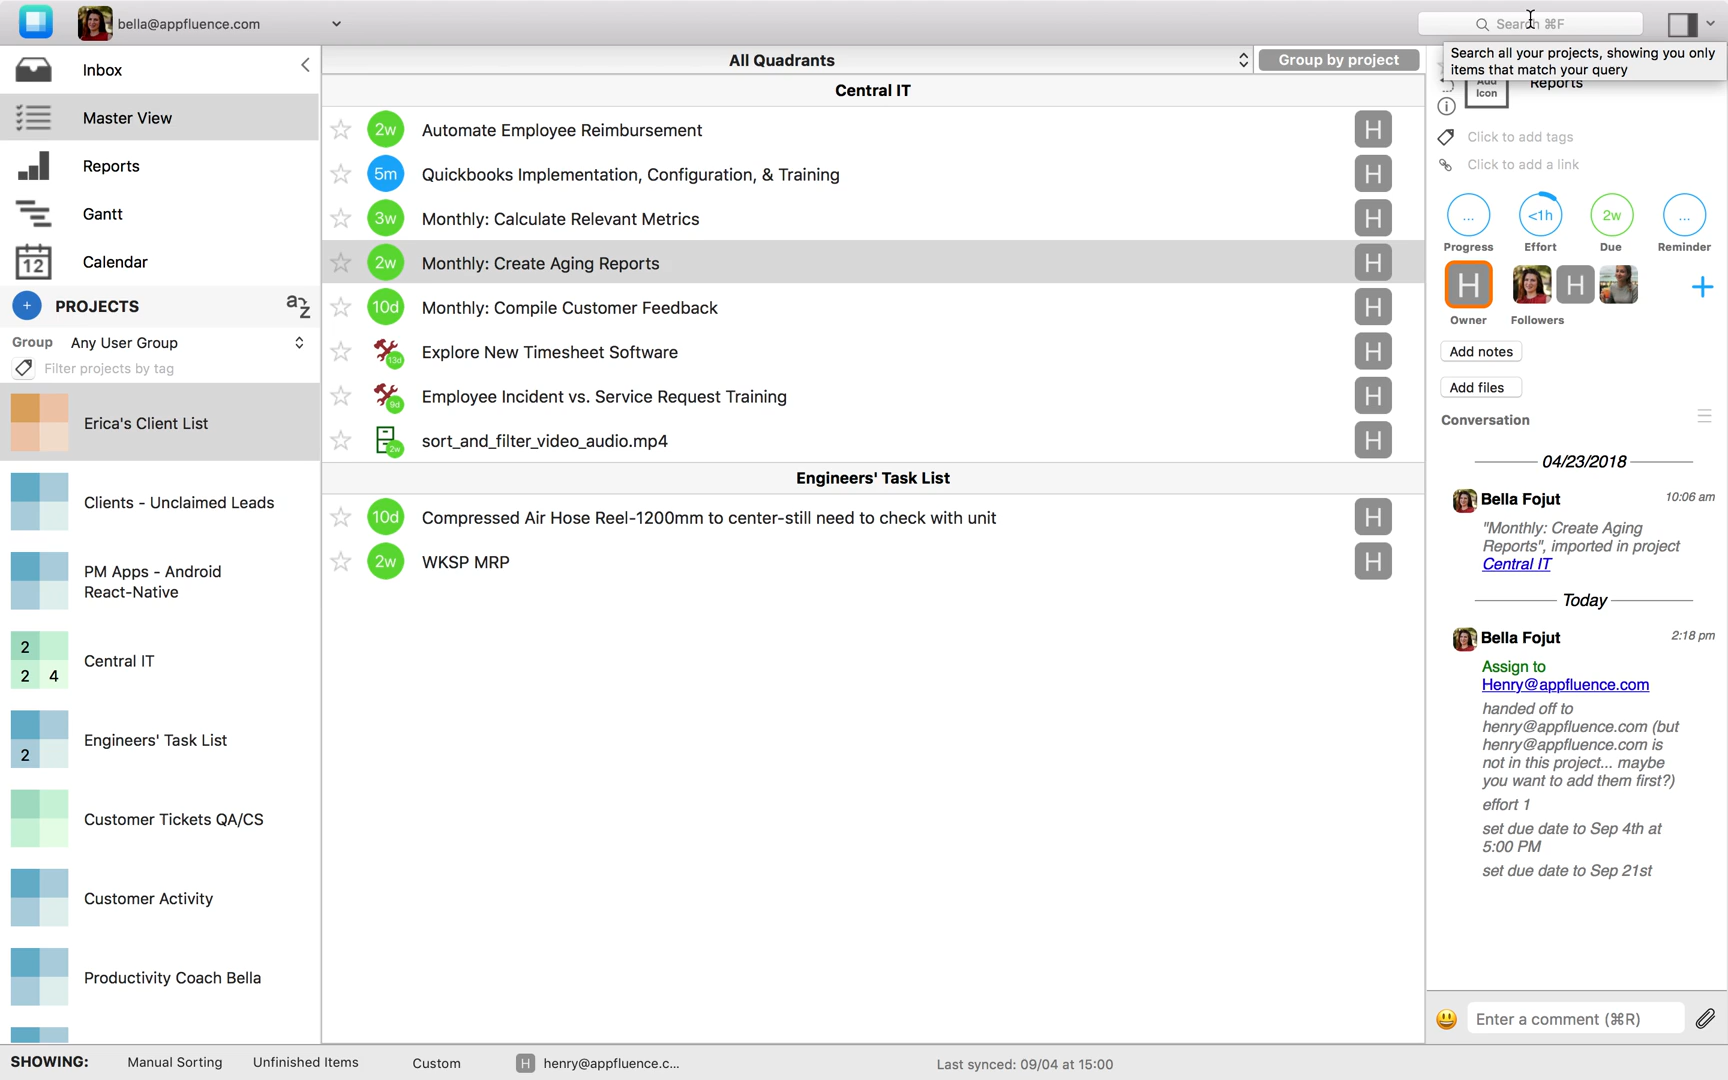 bella@appfluence.com
Search ⌘F
Search all your projects, showing you only
items that match your query
Inbox
Master View
Reports
Gantt
12
Calendar
+ PROJECTS
a z
Group Any User Group
Filter projects by tag
Erica's Client List
Clients - Unclaimed Leads
PM Apps - Android
React-Native
2
2 4
Central IT
2
Engineers' Task List
Customer Tickets QA/CS
Customer Activity
Productivity Coach Bella
All Quadrants
Group by project
Central IT
2w Automate Employee Reimbursement H
5m Quickbooks Implementation, Configuration, & Training H
3w Monthly: Calculate Relevant Metrics H
2w Monthly: Create Aging Reports H
10d Monthly: Compile Customer Feedback H
13d Explore New Timesheet Software H
9d Employee Incident vs. Service Request Training H
2w sort_and_filter_video_audio.mp4 H
Engineers' Task List
10d Compressed Air Hose Reel-1200mm to center-still need to check with unit H
2w WKSP MRP H
Add
Icon
Reports
Click to add tags
Click to add a link
... <1h 2w ...
Progress Effort Due Reminder
H H +
Owner Followers
Add notes
Add files
Conversation
04/23/2018
Bella Fojut 10:06 am
"Monthly: Create Aging
Reports", imported in project
Central IT
Today
Bella Fojut 2:18 pm
Assign to
Henry@appfluence.com
handed off to
henry@appfluence.com (but
henry@appfluence.com is
not in this project... maybe
you want to add them first?)
effort 1
set due date to Sep 4th at
5:00 PM
set due date to Sep 21st
Enter a comment (⌘R)
SHOWING: Manual Sorting Unfinished Items Custom H henry@appfluence.c... Last synced: 09/04 at 15:00